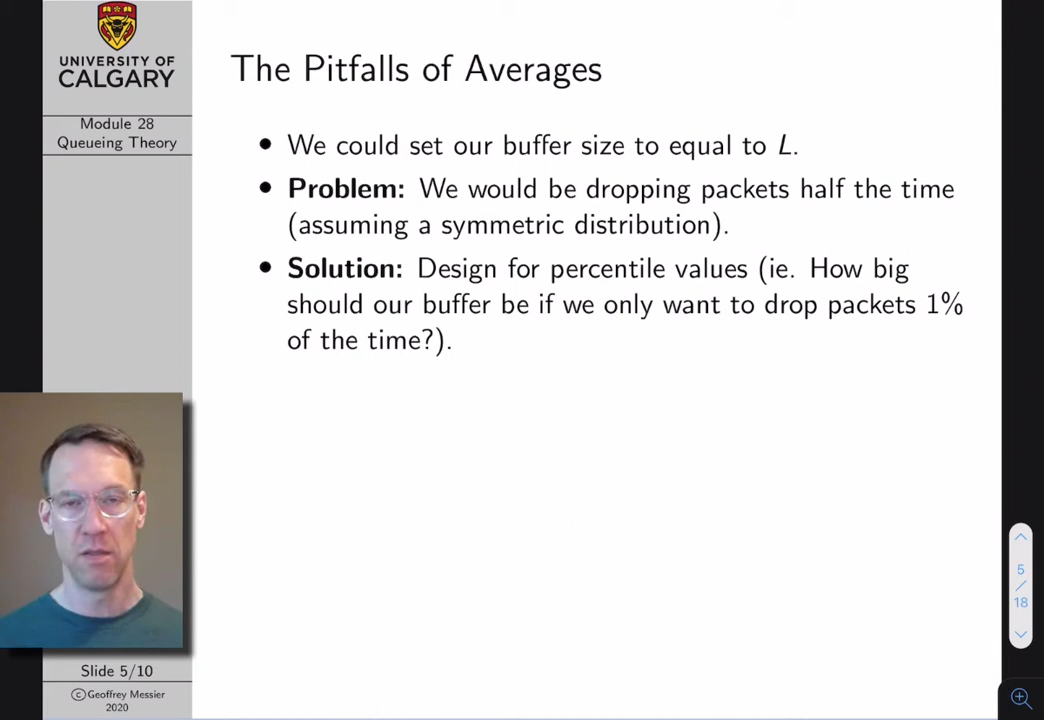 UNIVERSITY OF
CALGARY
Module 28
Queueing Theory
The Pitfalls of Averages
• We could set our buffer size to equal to L.
• Problem: We would be dropping packets half the time
(assuming a symmetric distribution).
• Solution: Design for percentile values (ie. How big
should our buffer be if we only want to drop packets 1%
of the time?).
5
/
18
Slide 5/10
©Geoffrey Messier
2020